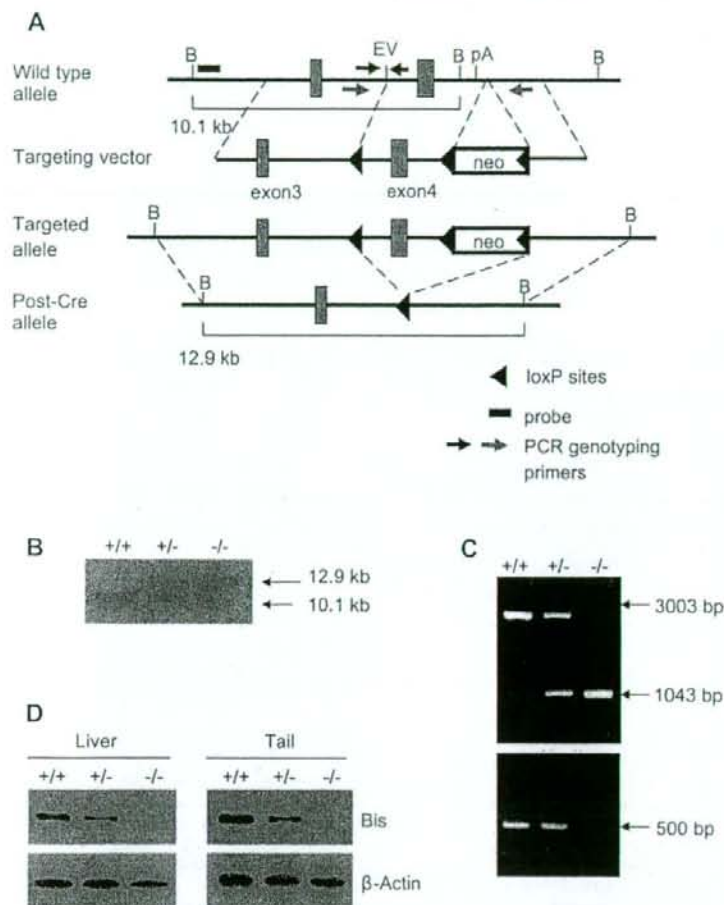 A
B
EV
B
pA
B
Wild type
allele
10.1 kb
Targeting vector
neo
exon3
exon4
Targeted
allele
B
B
neo
Post-Cre
allele
B
B
12.9 kb
loxP sites
probe
PCR genotyping
primers
B
+/+ +/- -/-
12.9 kb
10.1 kb
C
+/+ +/- -/-
3003 bp
1043 bp
500 bp
D
Liver
Tail
+/+ +/- -/-
+/+ +/- -/-
Bis
β-Actin